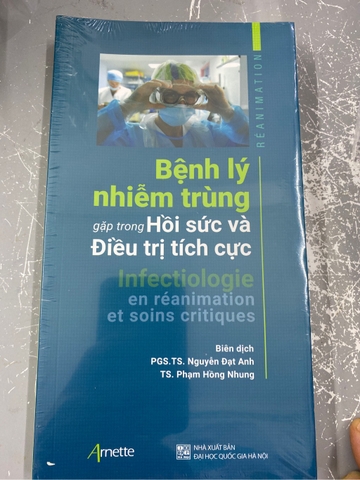 RÉANIMATION
Bệnh lý
nhiễm trùng
gặp trong Hồi sức và
Điều trị tích cực
Infectiologie
en réanimation
et soins critiques
Biên dịch
PGS.TS. Nguyễn Đạt Anh
TS. Phạm Hồng Nhung
Arnette
NHÀ XUẤT BẢN
ĐẠI HỌC QUỐC GIA HÀ NỘI